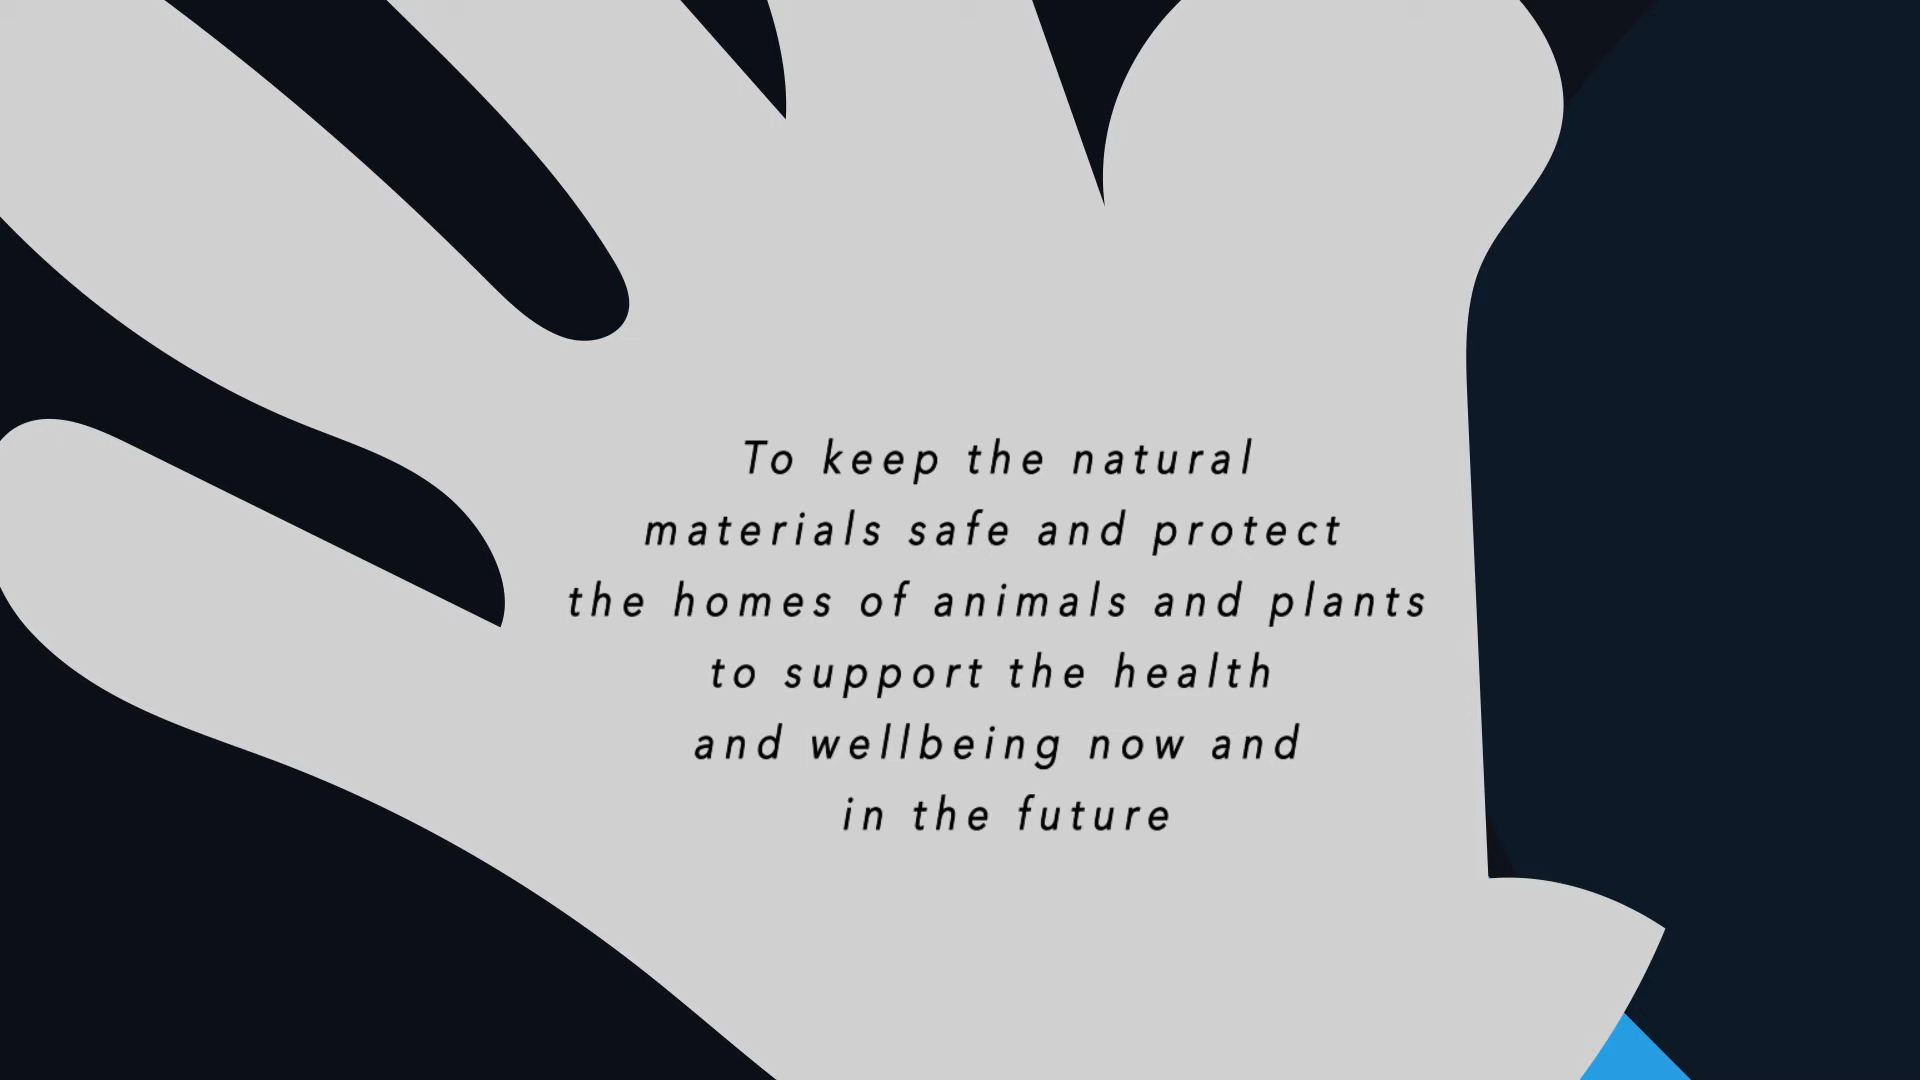 To keep the natural
materials safe and protect
the homes of animals and plants
to support the health
and wellbeing now and
in the future